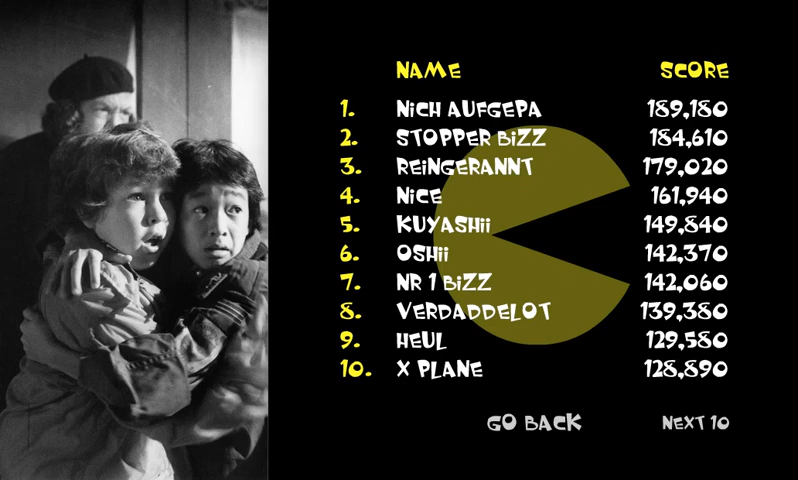 NAME SCORE
1. NiCH AUFGEPA 189,180
2. STOPPER BiZZ 184,610
3. REiNGERANNT 179,020
4. NiCE 161,940
5. KUYASHii 149,840
6. OSHii 142,370
7. NR 1 BiZZ 142,060
8. VERDADDELOT 139,380
9. HEUL 129,580
10. X PLANE 128,890
GO BACK NEXT 10